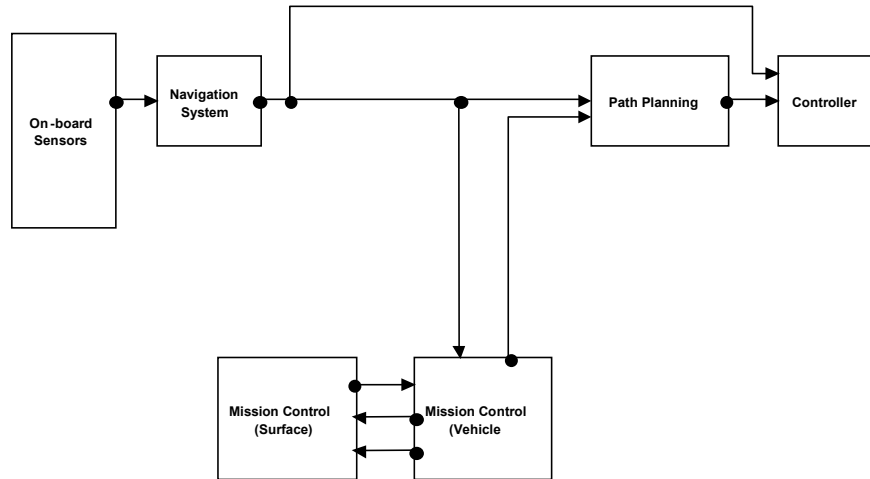 On-board
Sensors
Navigation
System
Path Planning
Controller
Mission Control
(Surface)
Mission Control
(Vehicle